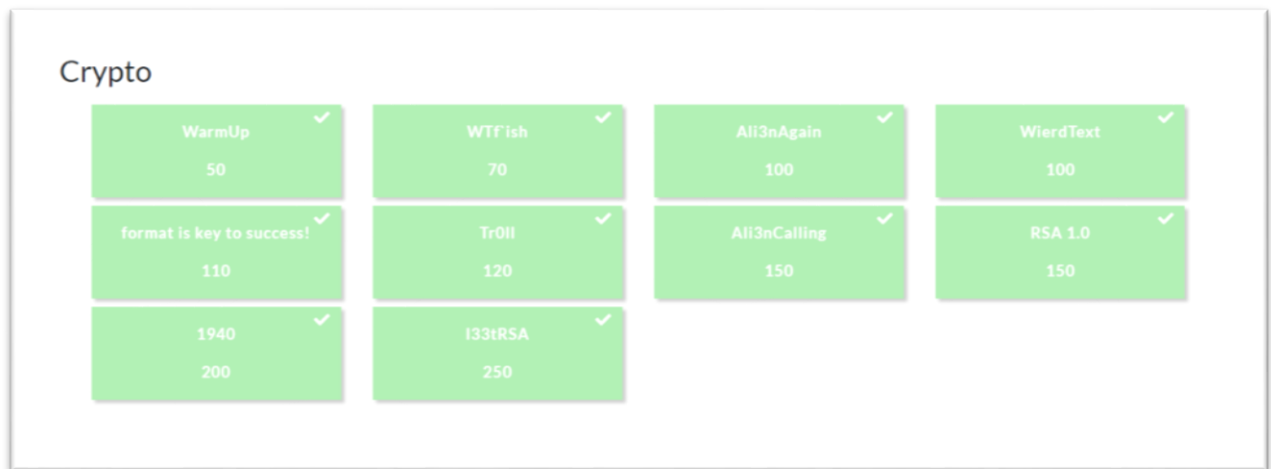 Crypto
WarmUp
50
WTf`ish
70
Ali3nAgain
100
WierdText
100
format is key to success!
110
Tr0ll
120
Ali3nCalling
150
RSA 1.0
150
1940
200
l33tRSA
250